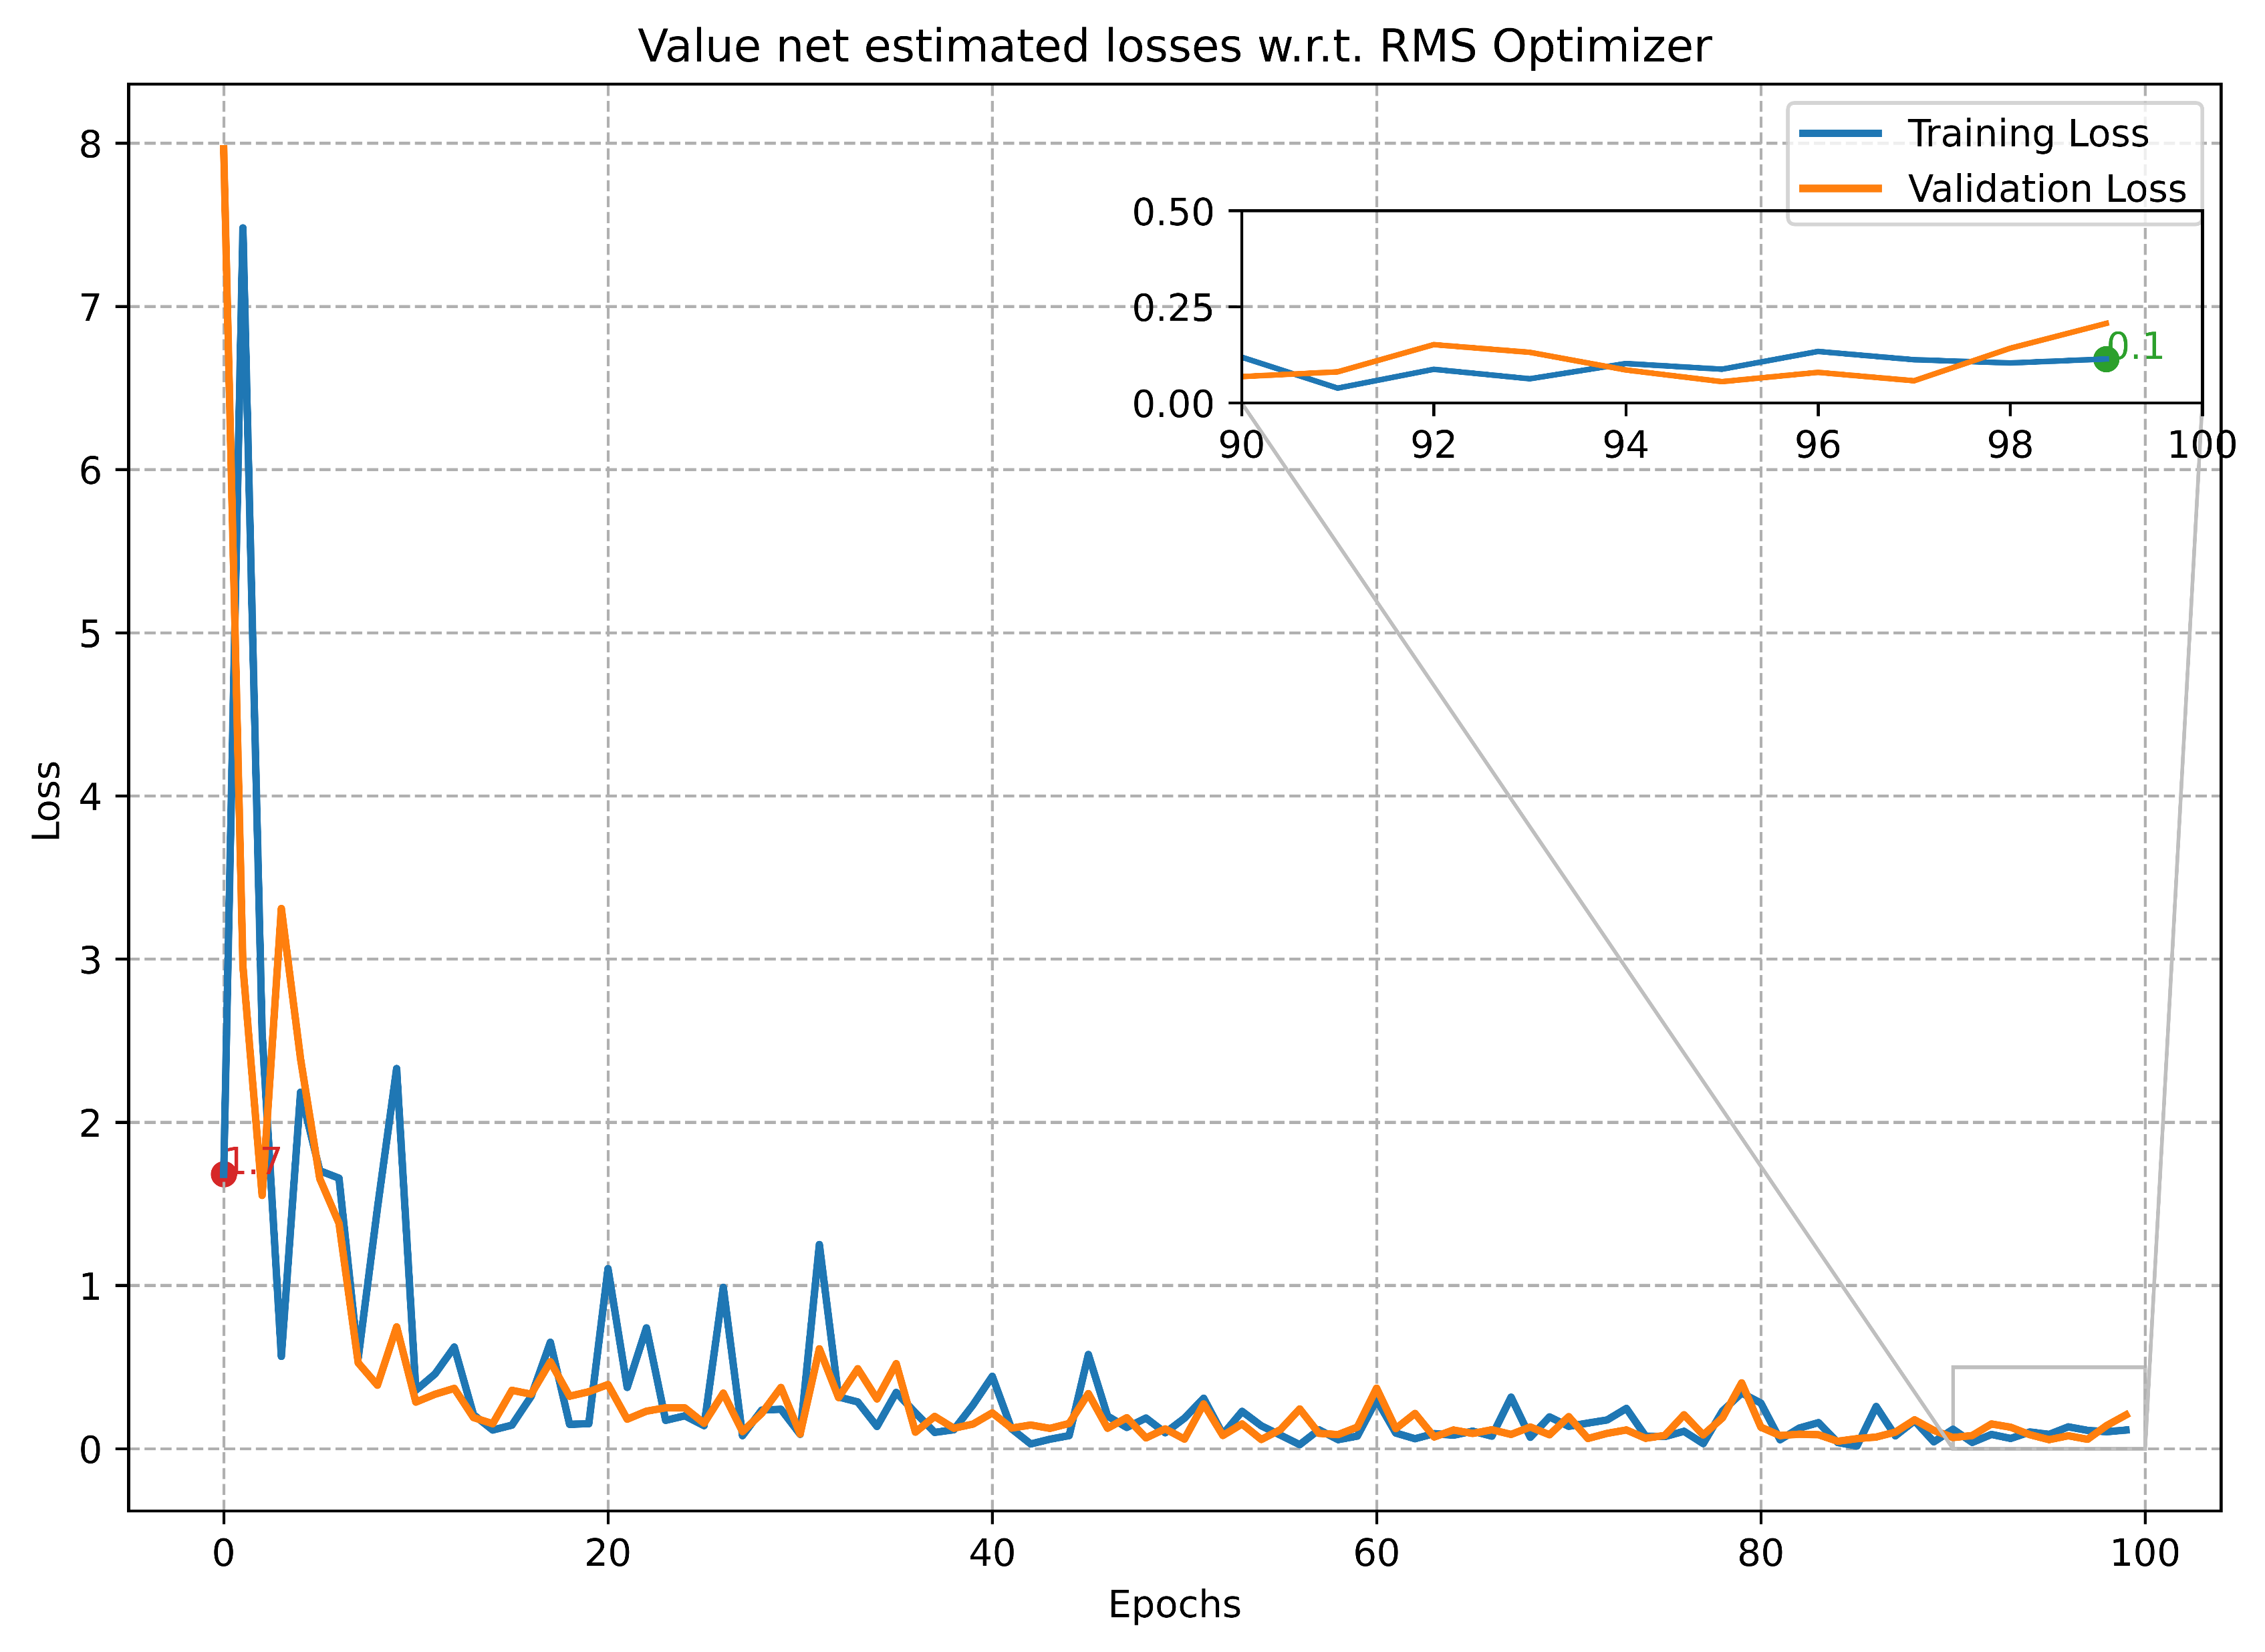 Value net estimated losses w.r.t. RMS Optimizer
Training Loss
Validation Loss
0.50
0.25
0.00
0.1
90 92 94 96 98 100
8
7
6
5
4
3
2
1
0
Loss
1.7
0 20 40 60 80 100
Epochs